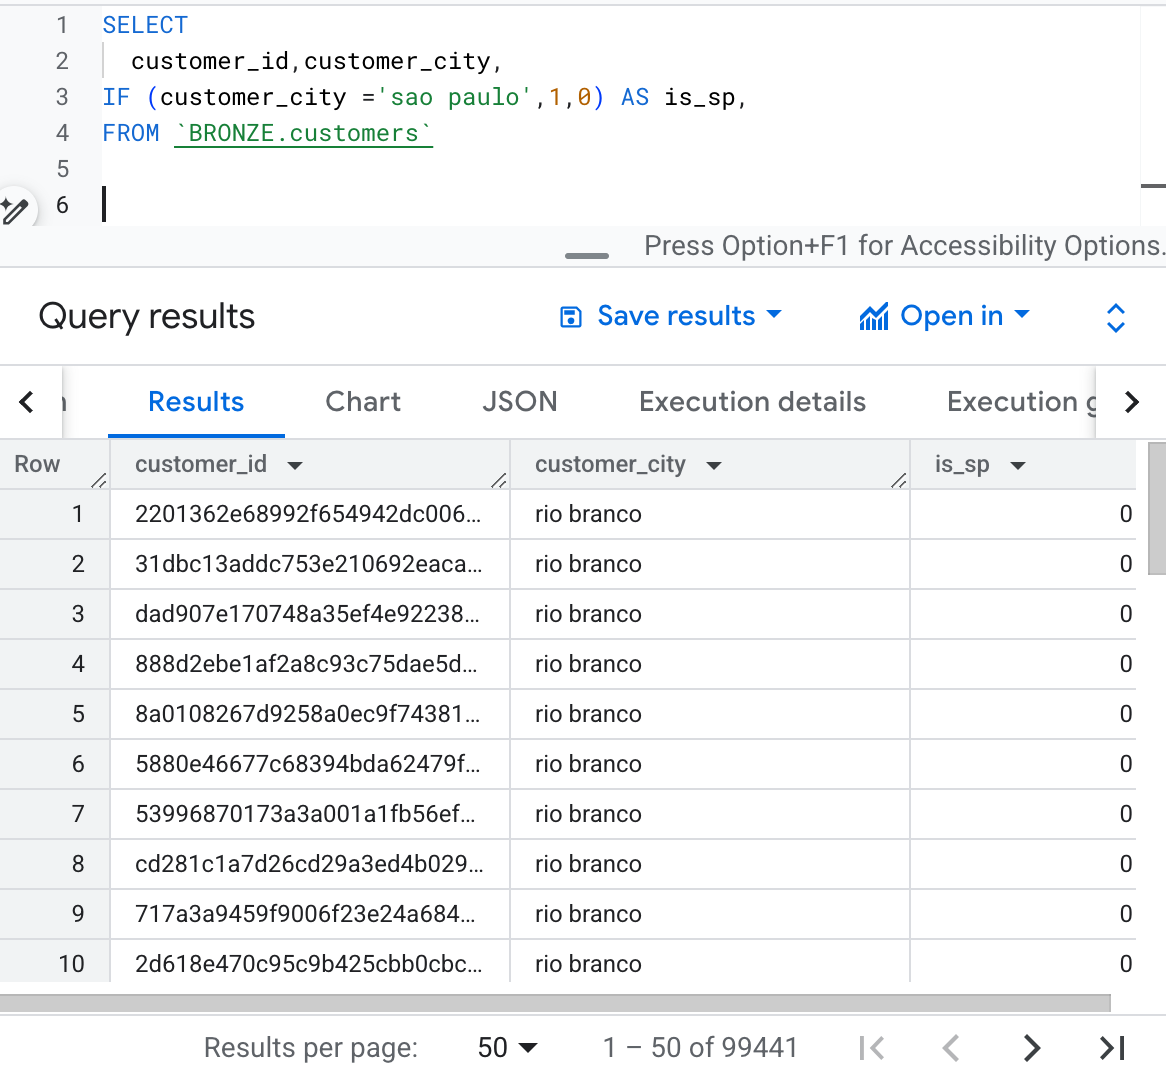 1 SELECT
2 customer_id,customer_city,
3 IF (customer_city ='sao paulo',1,0) AS is_sp,
4 FROM `BRONZE.customers`
5
6
Press Option+F1 for Accessibility Options.
Query results Save results Open in
Results Chart JSON Execution details Execution
Row customer_id customer_city is_sp
1 2201362e68992f654942dc006... rio branco 0
2 31dbc13addc753e210692eaca... rio branco 0
3 dad907e170748a35ef4e92238... rio branco 0
4 888d2ebe1af2a8c93c75dae5d... rio branco 0
5 8a0108267d9258a0ec9f74381... rio branco 0
6 5880e46677c68394bda62479f... rio branco 0
7 53996870173a3a001a1fb56ef... rio branco 0
8 cd281c1a7d26cd29a3ed4b029... rio branco 0
9 717a3a9459f9006f23e24a684... rio branco 0
10 2d618e470c95c9b425cbb0cbc... rio branco 0
Results per page: 50 1 – 50 of 99441